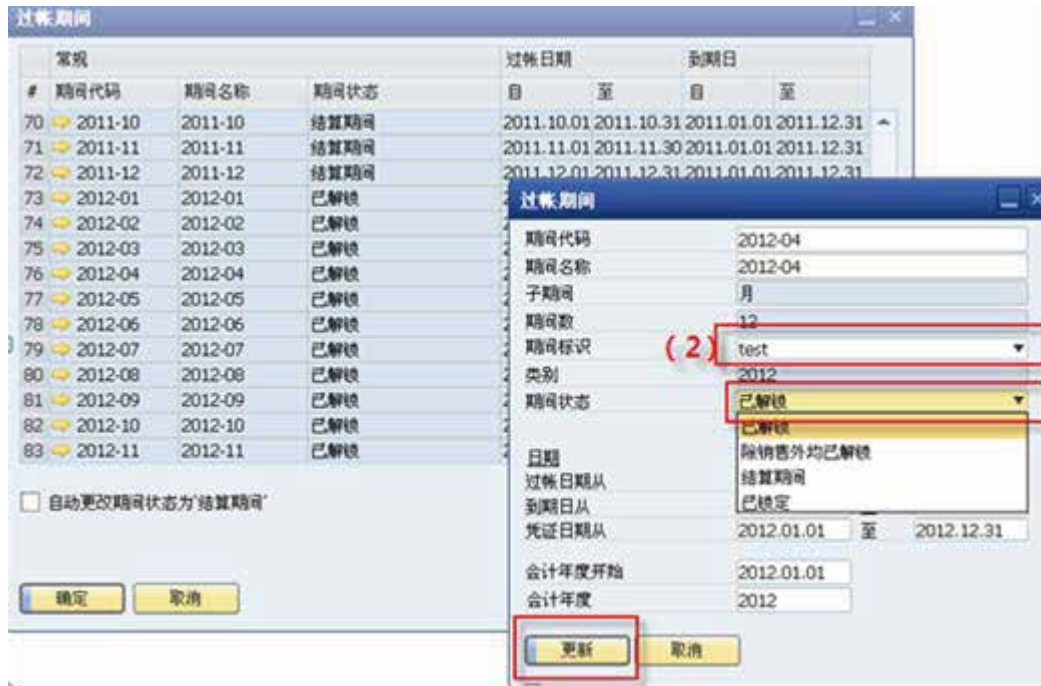 过帐期间
常规 过帐日期 到期日
# 期间代码 期间名称 期间状态 自 至 自 至
70 2011-10 2011-10 结算期间 2011.10.01 2011.10.31 2011.01.01 2011.12.31
71 2011-11 2011-11 结算期间 2011.11.01 2011.11.30 2011.01.01 2011.12.31
72 2011-12 2011-12 结算期间 2011.12.01 2011.12.31 2011.01.01 2011.12.31
73 2012-01 2012-01 已解锁
74 2012-02 2012-02 已解锁
75 2012-03 2012-03 已解锁
76 2012-04 2012-04 已解锁
77 2012-05 2012-05 已解锁
78 2012-06 2012-06 已解锁
79 2012-07 2012-07 已解锁
80 2012-08 2012-08 已解锁
81 2012-09 2012-09 已解锁
82 2012-10 2012-10 已解锁
83 2012-11 2012-11 已解锁
自动更改期间状态为'结算期间'
确定 取消
过帐期间
期间代码 2012-04
期间名称 2012-04
子期间 月
期间数 12
期间标识 (2) test
类别 2012
期间状态 已解锁
已解锁
除销售外均已解锁
结算期间
已锁定
日期
过帐日期从
到期日从
凭证日期从 2012.01.01 至 2012.12.31
会计年度开始 2012.01.01
会计年度 2012
更新 取消